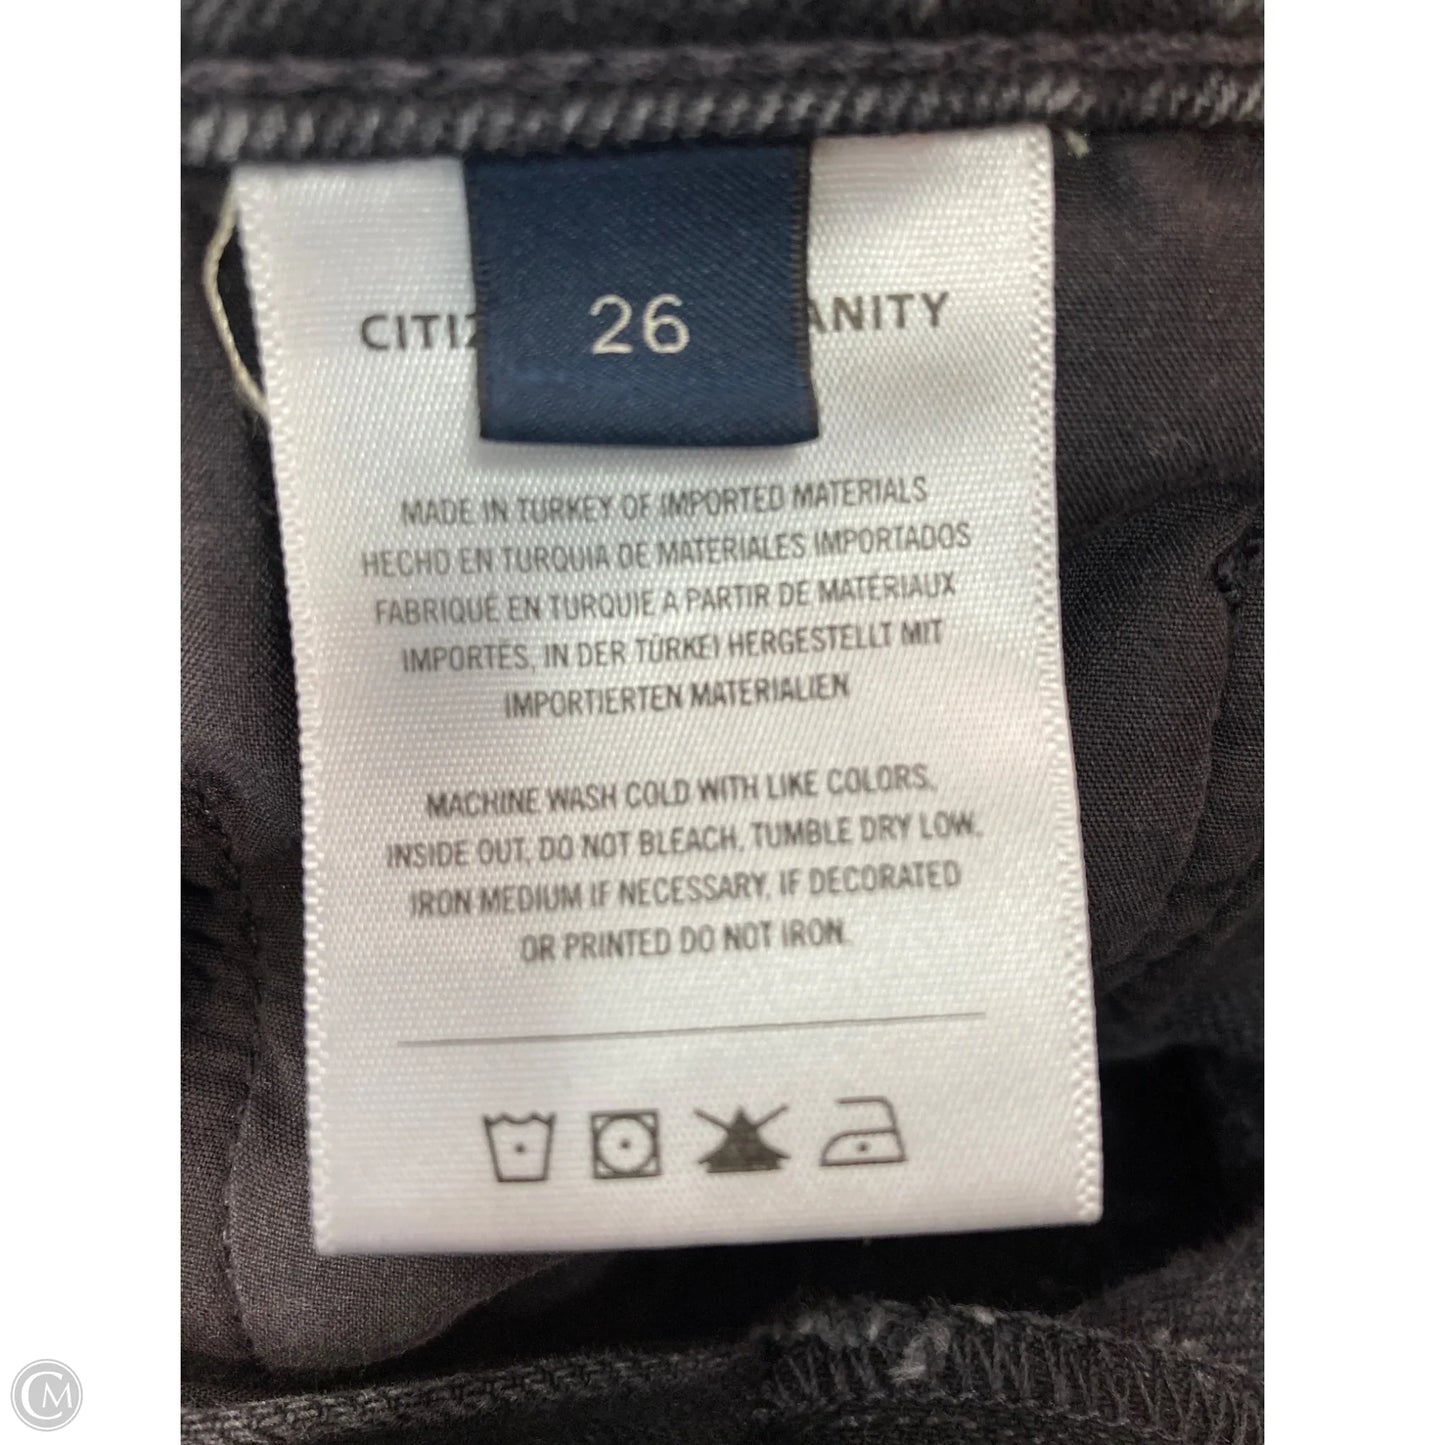 26
CITIZ ANITY
MADE IN TURKEY OF IMPORTED MATERIALS
HECHO EN TURQUIA DE MATERIALES IMPORTADOS
FABRIQUÉ EN TURQUIE A PARTIR DE MATÉRIAUX
IMPORTÉS, IN DER TÜRKEI HERGESTELLT MIT
IMPORTIERTEN MATERIALIEN
MACHINE WASH COLD WITH LIKE COLORS,
INSIDE OUT, DO NOT BLEACH, TUMBLE DRY LOW,
IRON MEDIUM IF NECESSARY, IF DECORATED
OR PRINTED DO NOT IRON.
CM